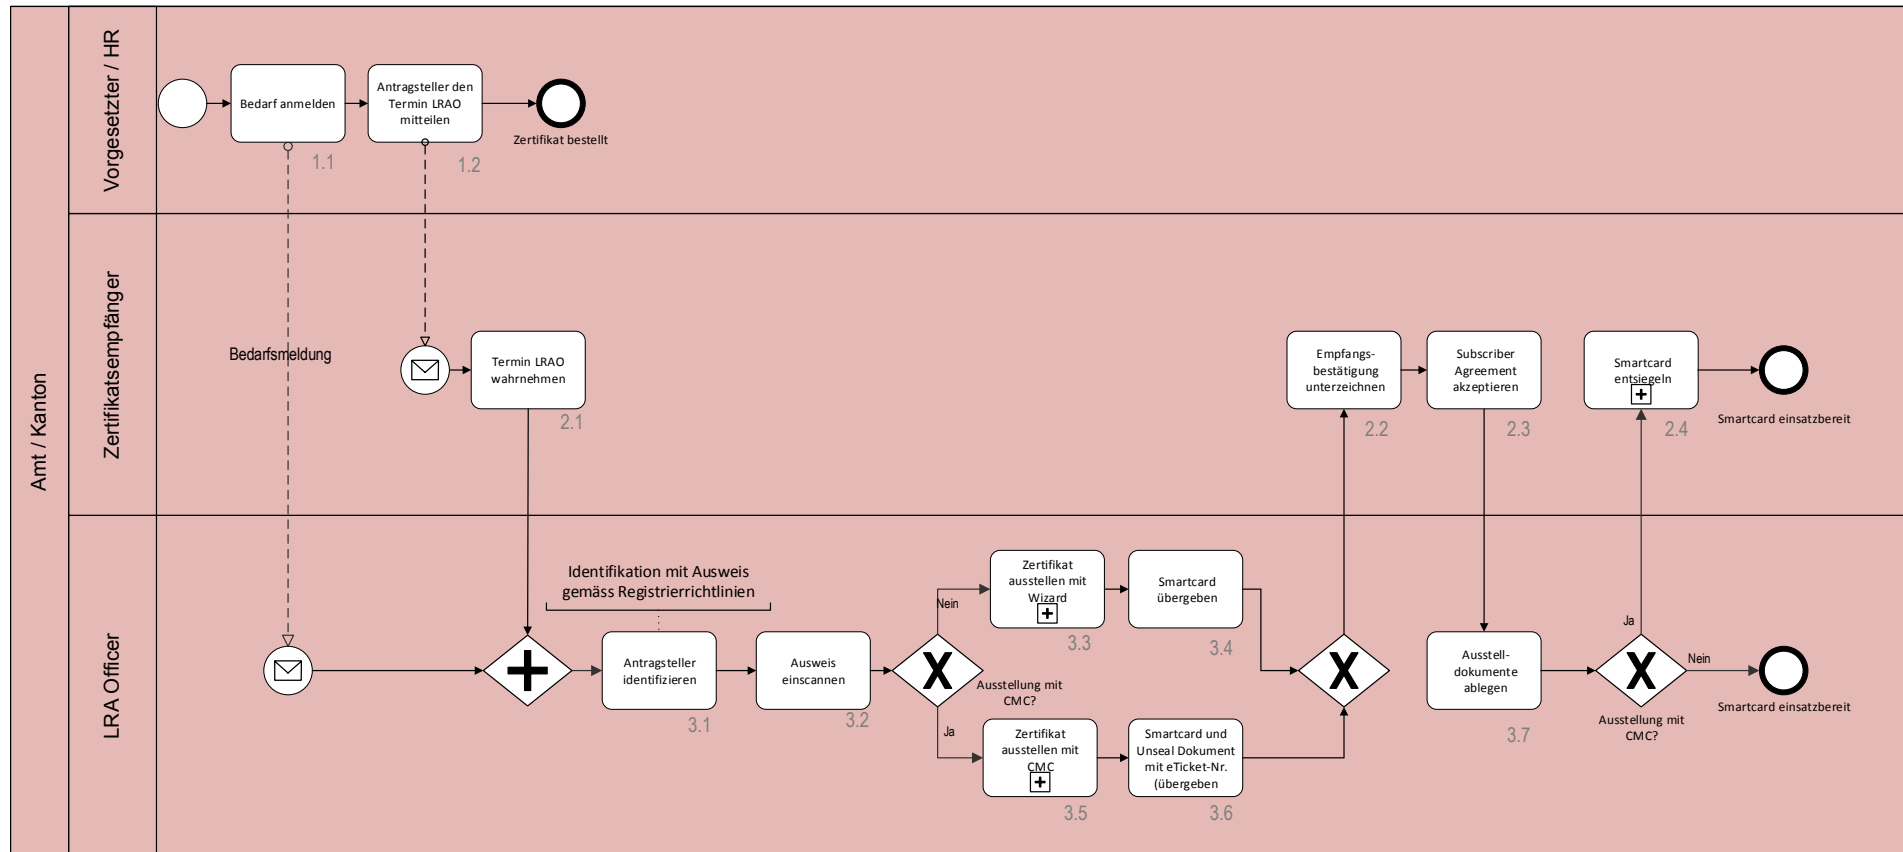 Amt / Kanton
Vorgesetzter / HR
Bedarf anmelden
1.1
Antragsteller den
Termin LRAO
mitteilen
1.2
Zertifikat bestellt
Zertifikatsempfänger
Bedarfsmeldung
Termin LRAO
wahrnehmen
2.1
Empfangs-
bestätigung
unterzeichnen
2.2
Subscriber
Agreement
akzeptieren
2.3
Smartcard
entsiegeln
2.4
Smartcard einsatzbereit
LRA Officer
Identifikation mit Ausweis
gemäss Registrierrichtlinien
Antragsteller
identifizieren
3.1
Ausweis
einscannen
3.2
X
Ausstellung mit
CMC?
Nein
Zertifikat
ausstellen mit
Wizard
3.3
Smartcard
übergeben
3.4
Ja
Zertifikat
ausstellen mit
CMC
3.5
Smartcard und
Unseal Dokument
mit eTicket-Nr.
(übergeben
3.6
X
Ausstell-
dokumente
ablegen
3.7
X
Ausstellung mit
CMC?
Ja
Nein
Smartcard einsatzbereit